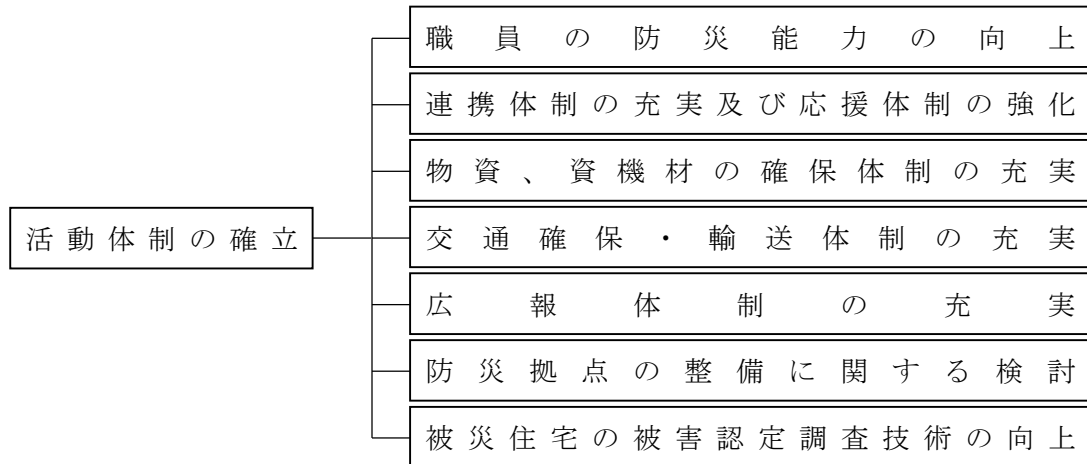 職員の防災能力の向上
連携体制の充実及び応援体制の強化
物資、資機材の確保体制の充実
活動体制の確立
交通確保・輸送体制の充実
広報体制の充実
防災拠点の整備に関する検討
被災住宅の被害認定調査技術の向上